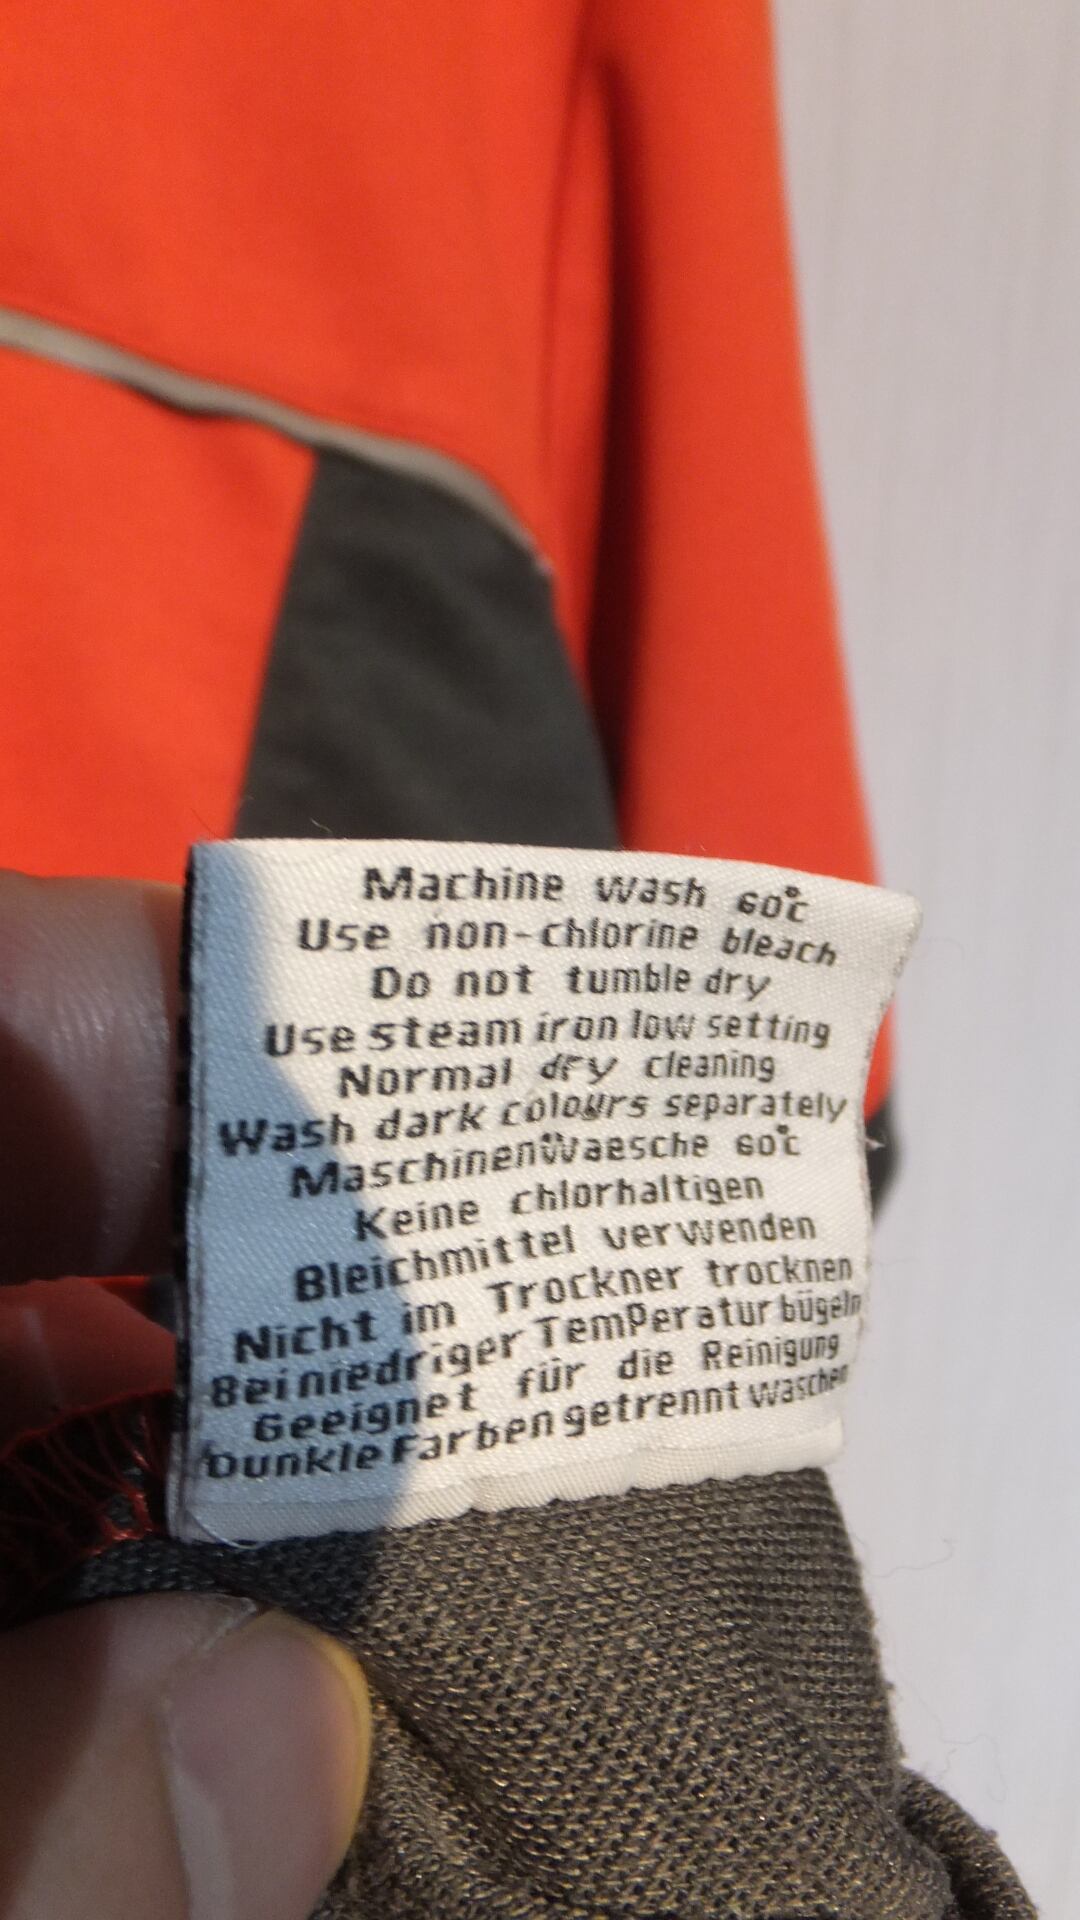 Machine wash 60°C
Use non-chlorine bleach
Do not tumble dry
Use steam iron low setting
Normal dry cleaning
Wash dark colours separately
MaschinenWaesche 60°C
Keine chlorhaltigen
Bleichmittel verwenden
Nicht im Trockner trocknen
Beiniedriger TemPeratur bügeln
Geeignet für die Reinigung
Dunkle Farben getrennt waschen